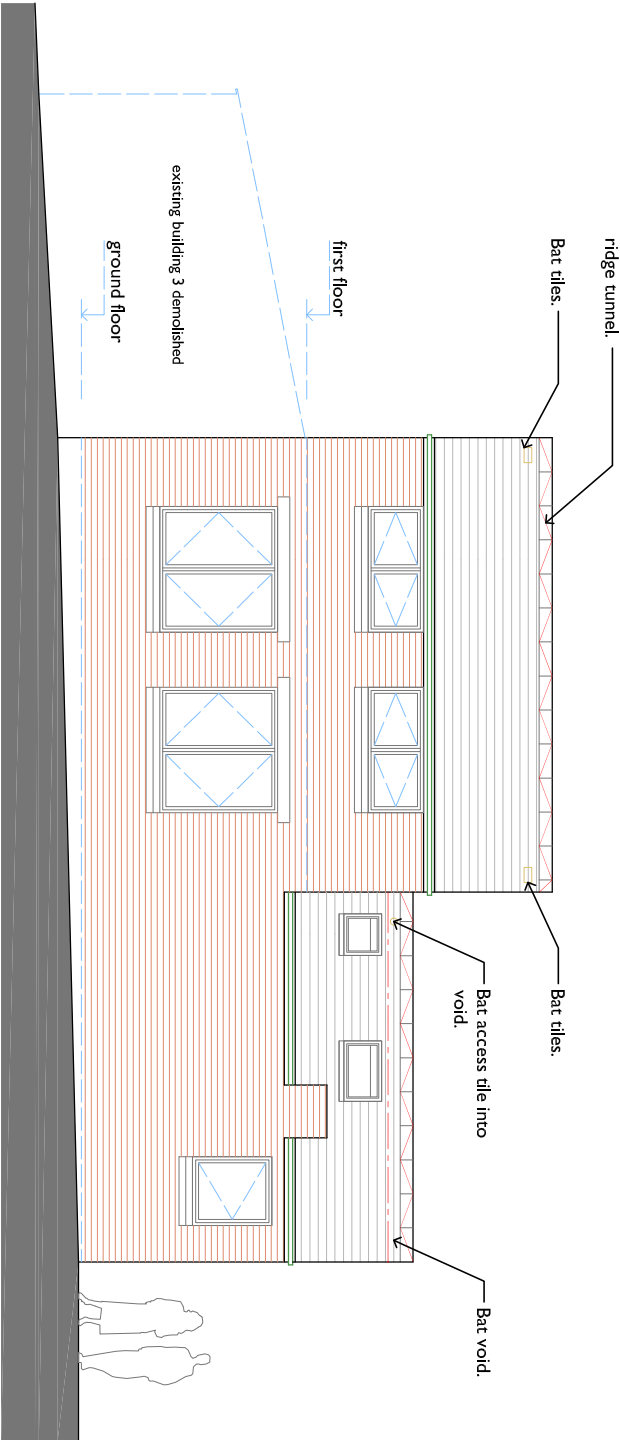 ridge tunnel.
Bat tiles.
Bat tiles.
first floor
Bat access tile into
void.
Bat void.
existing building 3 demolished
ground floor